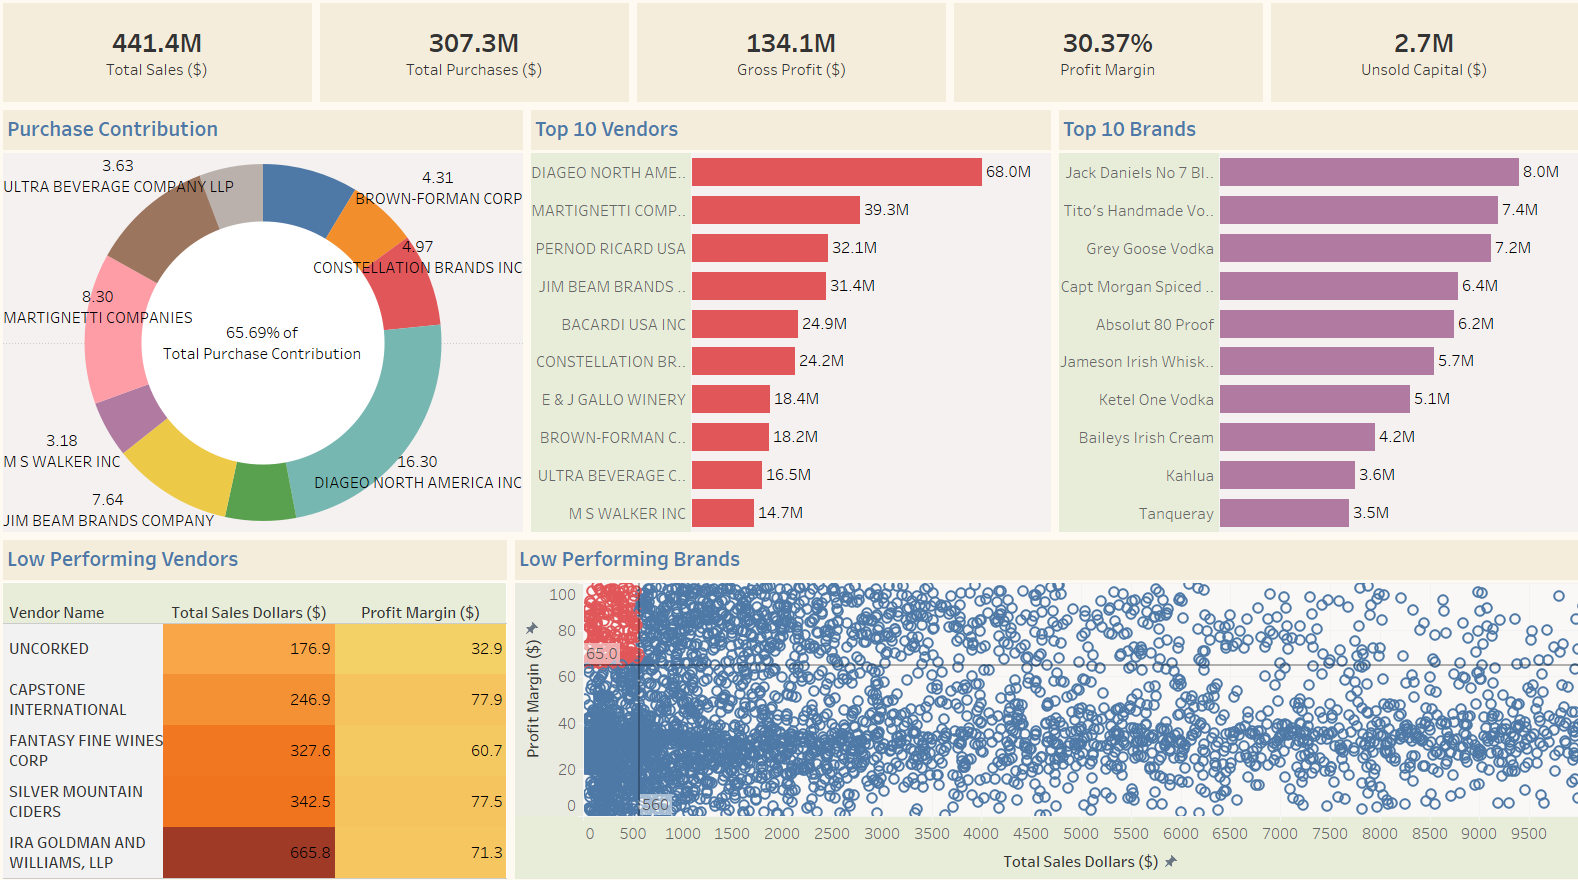 441.4M
Total Sales ($)
307.3M
Total Purchases ($)
134.1M
Gross Profit ($)
30.37%
Profit Margin
2.7M
Unsold Capital ($)
Purchase Contribution
3.63
ULTRA BEVERAGE COMPANY LLP
4.31
BROWN-FORMAN CORP
4.97
CONSTELLATION BRANDS INC
8.30
MARTIGNETTI COMPANIES
65.69% of
Total Purchase Contribution
3.18
M S WALKER INC
16.30
DIAGEO NORTH AMERICA INC
7.64
JIM BEAM BRANDS COMPANY
Top 10 Vendors
DIAGEO NORTH AME.. 68.0M
MARTIGNETTI COMP.. 39.3M
PERNOD RICARD USA 32.1M
JIM BEAM BRANDS .. 31.4M
BACARDI USA INC 24.9M
CONSTELLATION BR.. 24.2M
E & J GALLO WINERY 18.4M
BROWN-FORMAN C.. 18.2M
ULTRA BEVERAGE C.. 16.5M
M S WALKER INC 14.7M
Top 10 Brands
Jack Daniels No 7 Bl.. 8.0M
Tito's Handmade Vo.. 7.4M
Grey Goose Vodka 7.2M
Capt Morgan Spiced .. 6.4M
Absolut 80 Proof 6.2M
Jameson Irish Whisk.. 5.7M
Ketel One Vodka 5.1M
Baileys Irish Cream 4.2M
Kahlua 3.6M
Tanqueray 3.5M
Low Performing Vendors
Vendor Name Total Sales Dollars ($) Profit Margin ($)
UNCORKED 176.9 32.9
CAPSTONE
INTERNATIONAL 246.9 77.9
FANTASY FINE WINES
CORP 327.6 60.7
SILVER MOUNTAIN
CIDERS 342.5 77.5
IRA GOLDMAN AND
WILLIAMS, LLP 665.8 71.3
Low Performing Brands
Profit Margin ($)
100
80
65.0
60
40
20
560
0
0 500 1000 1500 2000 2500 3000 3500 4000 4500 5000 5500 6000 6500 7000 7500 8000 8500 9000 9500
Total Sales Dollars ($)